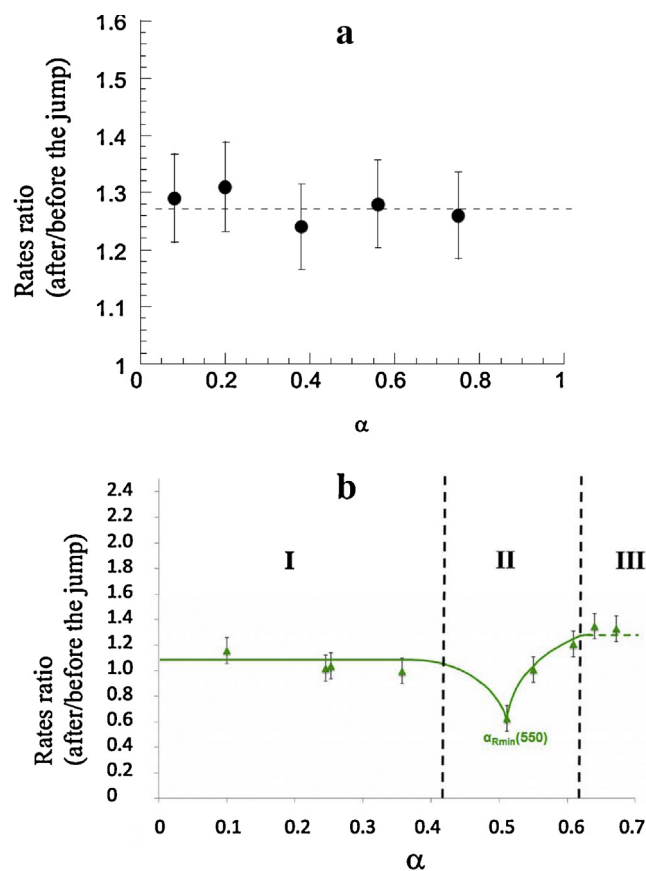 a
1.6
1.5
1.4
1.3
1.2
1.1
1
0 0.2 0.4 0.6 0.8 1
Rates ratio
(after/before the jump)
α
b
2.4
2.2
2.0
1.8
1.6
1.4
1.2
1.0
0.8
0.6
0.4
0.2
0
I II III
αRmin(550)
0 0.1 0.2 0.3 0.4 0.5 0.6 0.7
Rates ratio
(after/before the jump)
α